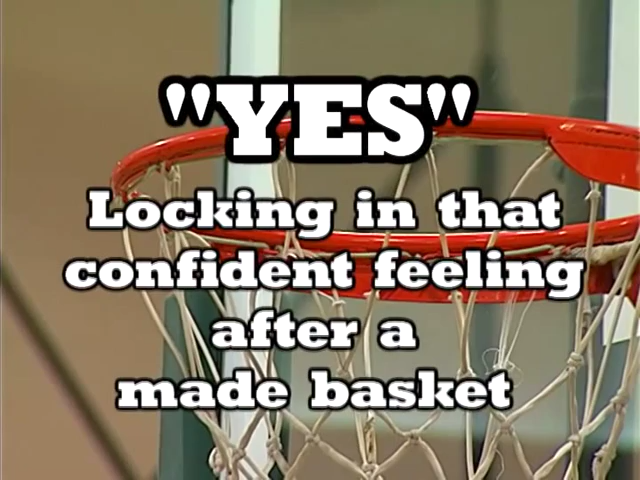 "YES"
Locking in that
confident feeling
after a
made basket